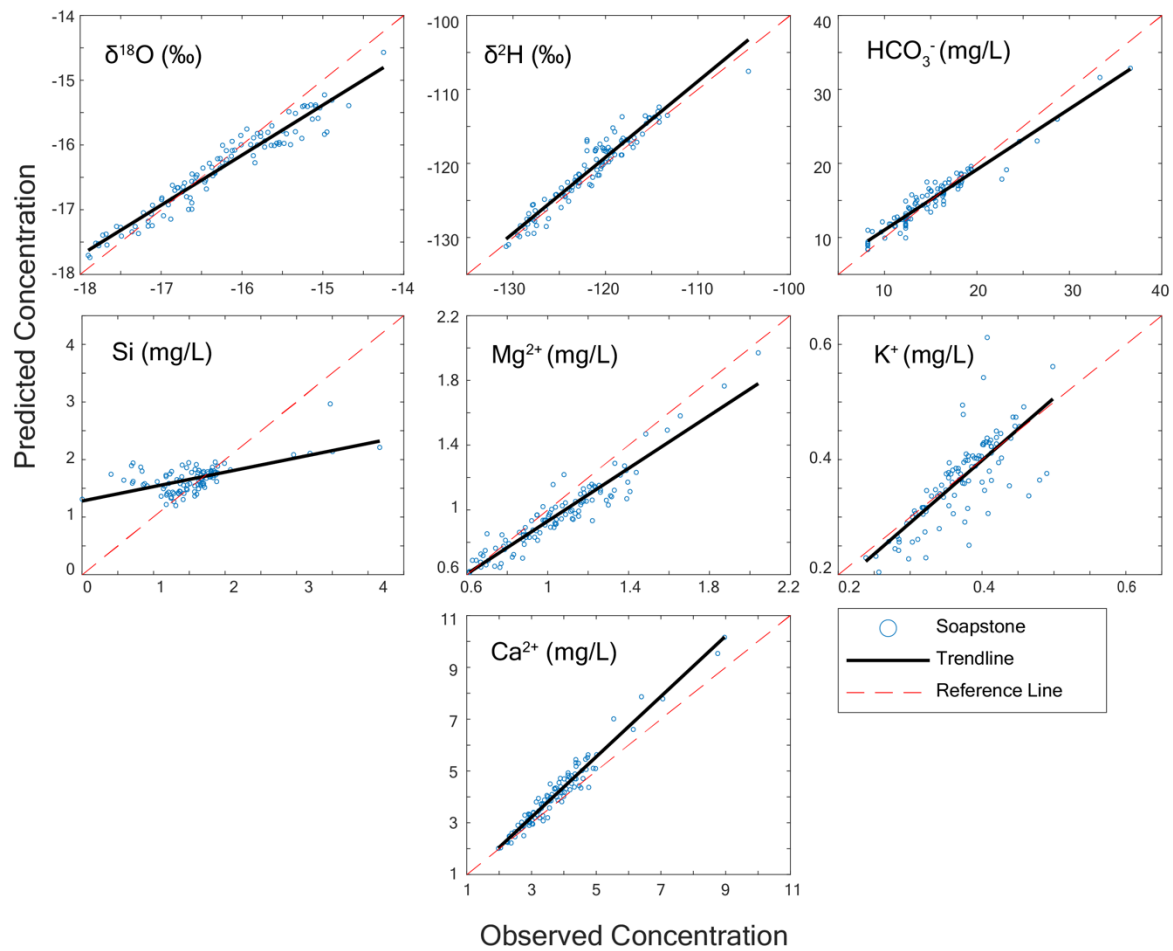 Predicted Concentration
δ¹⁸O (‰)
-14
-15
-16
-17
-18
-18 -17 -16 -15 -14
δ²H (‰)
-100
-110
-120
-130
-130 -120 -110 -100
HCO₃⁻ (mg/L)
40
30
20
10
10 20 30 40
Si (mg/L)
4
3
2
1
0
0 1 2 3 4
Mg²⁺ (mg/L)
2.2
1.8
1.4
1
0.6
0.6 1 1.4 1.8 2.2
K⁺ (mg/L)
0.6
0.4
0.2
0.2 0.4 0.6
Ca²⁺ (mg/L)
11
9
7
5
3
1
1 3 5 7 9 11
Soapstone
Trendline
Reference Line
Observed Concentration